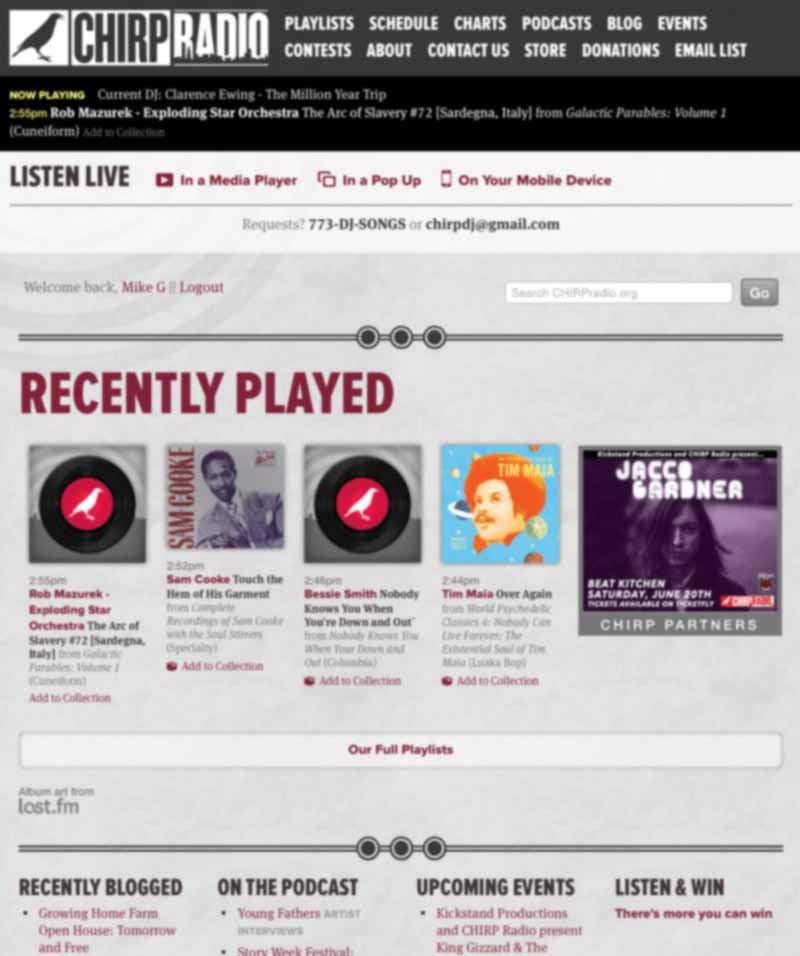 CHIRP RADIO
PLAYLISTS SCHEDULE CHARTS PODCASTS BLOG EVENTS
CONTESTS ABOUT CONTACT US STORE DONATIONS EMAIL LIST
NOW PLAYING Current DJ: Clarence Ewing - The Million Year Trip
2:55pm Rob Mazurek - Exploding Star Orchestra The Arc of Slavery #72 [Sardegna, Italy] from Galactic Parables: Volume 1
(Cuneiform) Add to Collection
LISTEN LIVE In a Media Player In a Pop Up On Your Mobile Device
Requests? 773-DJ-SONGS or chirpdj@gmail.com
Welcome back, Mike G || Logout
Search CHIRPradio.org Go
RECENTLY PLAYED
2:55pm
Rob Mazurek -
Exploding Star
Orchestra The Arc of
Slavery #72 [Sardegna,
Italy] from Galactic
Parables: Volume 1
(Cuneiform)
Add to Collection
SAM COOKE
2:52pm
Sam Cooke Touch the
Hem of His Garment
from Complete
Recordings of Sam Cooke
with the Soul Stirrers
(Specialty)
Add to Collection
2:46pm
Bessie Smith Nobody
Knows You When
You're Down and Out'
from Nobody Knows You
When Your Down and
Out (Columbia)
Add to Collection
TIM MAIA
2:44pm
Tim Maia Over Again
from World Psychedelic
Classics 4: Nobody Can
Live Forever: The
Existential Soul of Tim
Maia (Luaka Bop)
Add to Collection
Kickstand Productions and CHIRP Radio present...
JACCO
GARDNER
BEAT KITCHEN
SATURDAY, JUNE 20TH
TICKETS AVAILABLE ON TICKETFLY
CHIRP RADIO
CHIRP PARTNERS
Our Full Playlists
Album art from
lost.fm
RECENTLY BLOGGED
Growing Home Farm
Open House: Tomorrow
and Free
ON THE PODCAST
Young Fathers ARTIST
INTERVIEWS
Story Week Festival:
UPCOMING EVENTS
Kickstand Productions
and CHIRP Radio present
King Gizzard & The
LISTEN & WIN
There's more you can win